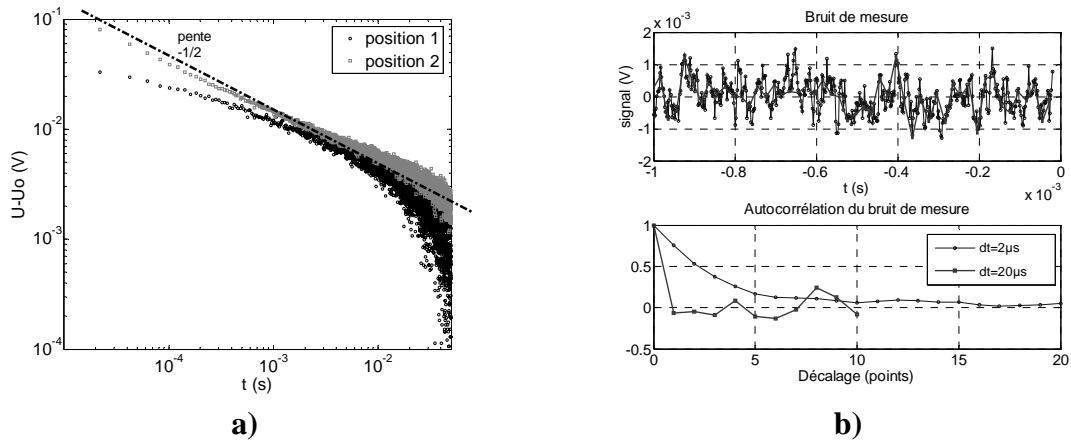 10⁻¹
10⁻²
10⁻³
10⁻⁴
U-Uo (V)
pente
-1/2
position 1
position 2
10⁻⁴
10⁻³
10⁻²
t (s)
a)
x 10⁻³
Bruit de mesure
2
1
0
-1
-2
signal (V)
-1
-0.8
-0.6
-0.4
-0.2
0
t (s)
x 10⁻³
Autocorrélation du bruit de mesure
1
0.5
0
-0.5
dt=2µs
dt=20µs
0
5
10
15
20
Décalage (points)
b)